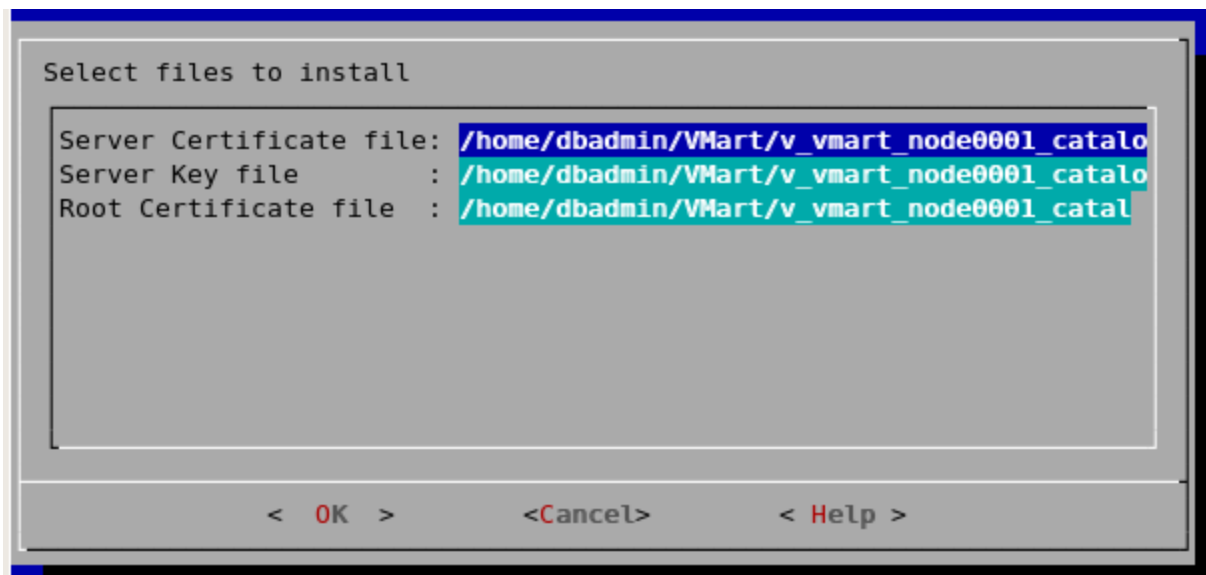 Select files to install
Server Certificate file: /home/dbadmin/VMart/v_vmart_node0001_catalo
Server Key file        : /home/dbadmin/VMart/v_vmart_node0001_catalo
Root Certificate file  : /home/dbadmin/VMart/v_vmart_node0001_catal
<  OK  > <Cancel> < Help >